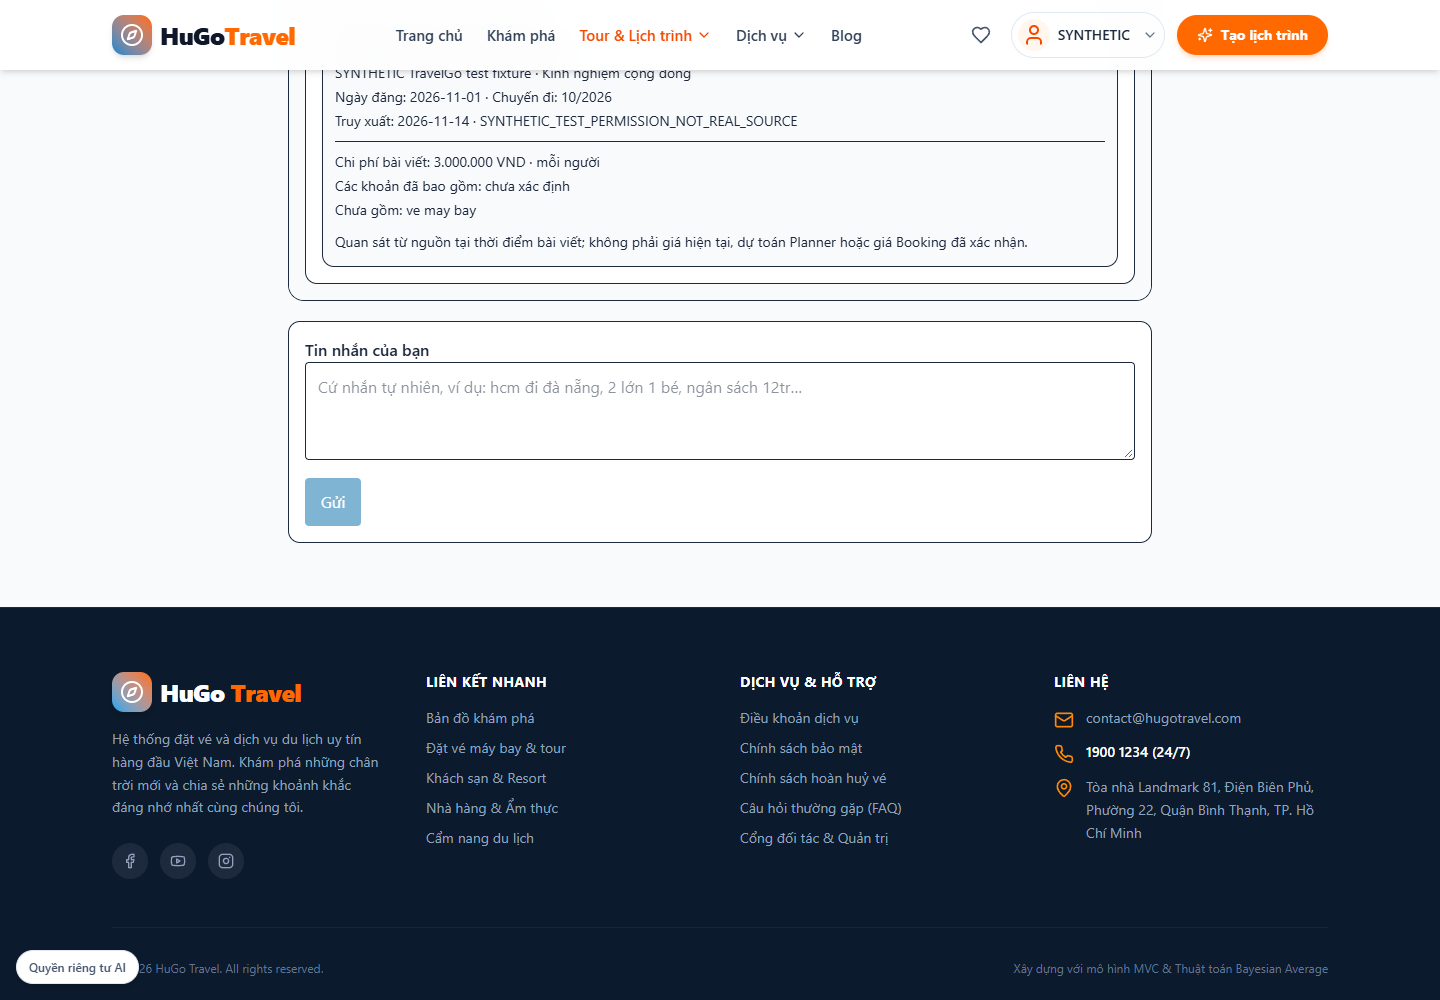 HuGoTravel
Trang chủ
Khám phá
Tour & Lịch trình
Dịch vụ
Blog
SYNTHETIC
Tạo lịch trình
SYNTHETIC TravelGo test fixture · Kinh nghiệm cộng đồng
Ngày đăng: 2026-11-01 · Chuyến đi: 10/2026
Truy xuất: 2026-11-14 · SYNTHETIC_TEST_PERMISSION_NOT_REAL_SOURCE
Chi phí bài viết: 3.000.000 VND · mỗi người
Các khoản đã bao gồm: chưa xác định
Chưa gồm: ve may bay
Quan sát từ nguồn tại thời điểm bài viết; không phải giá hiện tại, dự toán Planner hoặc giá Booking đã xác nhận.
Tin nhắn của bạn
Cứ nhắn tự nhiên, ví dụ: hcm đi đà nẵng, 2 lớn 1 bé, ngân sách 12tr...
Gửi
HuGo Travel
Hệ thống đặt vé và dịch vụ du lịch uy tín
hàng đầu Việt Nam. Khám phá những chân
trời mới và chia sẻ những khoảnh khắc
đáng nhớ nhất cùng chúng tôi.
LIÊN KẾT NHANH
Bản đồ khám phá
Đặt vé máy bay & tour
Khách sạn & Resort
Nhà hàng & Ẩm thực
Cẩm nang du lịch
DỊCH VỤ & HỖ TRỢ
Điều khoản dịch vụ
Chính sách bảo mật
Chính sách hoàn huỷ vé
Câu hỏi thường gặp (FAQ)
Cổng đối tác & Quản trị
LIÊN HỆ
contact@hugotravel.com
1900 1234 (24/7)
Tòa nhà Landmark 81, Điện Biên Phủ,
Phường 22, Quận Bình Thạnh, TP. Hồ
Chí Minh
Quyền riêng tư AI
26 HuGo Travel. All rights reserved.
Xây dựng với mô hình MVC & Thuật toán Bayesian Average